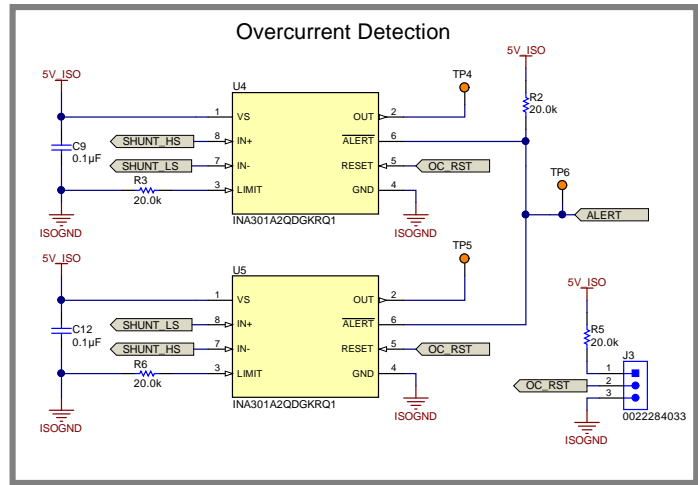 Overcurrent Detection
5V_ISO
C9
0.1µF
R3
20.0k
ISOGND
U4
1
VS
OUT
2
TP4
SHUNT_HS
8
IN+
ALERT
6
SHUNT_LS
7
IN-
RESET
5
OC_RST
3
LIMIT
GND
4
INA301A2QDGKRQ1
ISOGND
5V_ISO
R2
20.0k
TP6
ALERT
5V_ISO
C12
0.1µF
R6
20.0k
ISOGND
U5
1
VS
OUT
2
TP5
SHUNT_LS
8
IN+
ALERT
6
SHUNT_HS
7
IN-
RESET
5
OC_RST
3
LIMIT
GND
4
INA301A2QDGKRQ1
ISOGND
5V_ISO
R5
20.0k
J3
1
OC_RST
2
3
0022284033
ISOGND